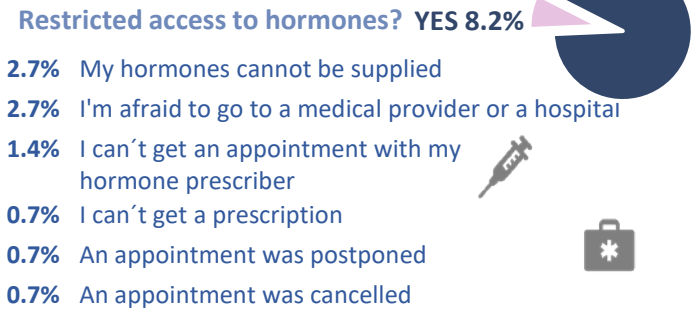 Restricted access to hormones? YES 8.2%
2.7% My hormones cannot be supplied
2.7% I'm afraid to go to a medical provider or a hospital
1.4% I can´t get an appointment with my
hormone prescriber
0.7% I can´t get a prescription
0.7% An appointment was postponed
0.7% An appointment was cancelled